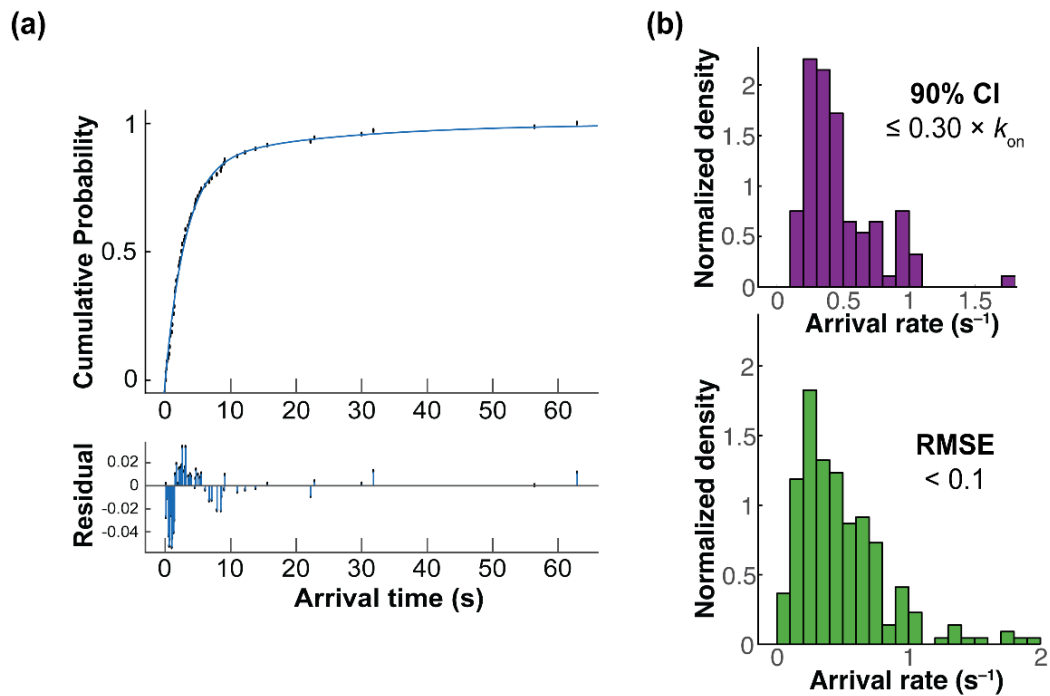 (a)
Cumulative Probability
1
0.5
0
0 10 20 30 40 50 60
Residual
0.02
0
-0.02
-0.04
0 10 20 30 40 50 60
Arrival time (s)
(b)
Normalized density
2
1.5
1
0.5
0
90% CI
≤ 0.30 × kon
0 0.5 1 1.5
Arrival rate (s⁻¹)
Normalized density
2
1.5
1
0.5
0
RMSE
< 0.1
0 1 2
Arrival rate (s⁻¹)